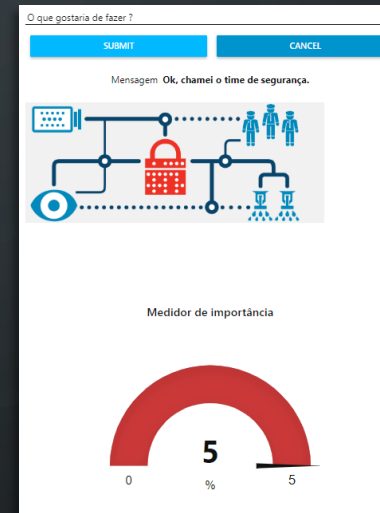 O que gostaria de fazer ?
SUBMIT CANCEL
Mensagem Ok, chamei o time de segurança.
Medidor de importância
5
0 % 5